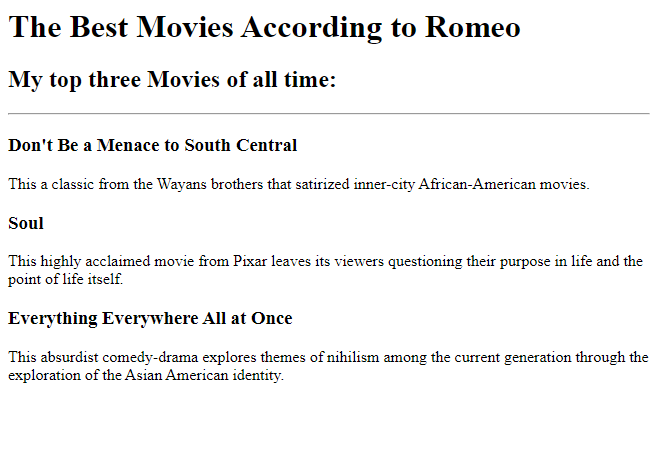 The Best Movies According to Romeo
My top three Movies of all time:
Don't Be a Menace to South Central
This a classic from the Wayans brothers that satirized inner-city African-American movies.
Soul
This highly acclaimed movie from Pixar leaves its viewers questioning their purpose in life and the
point of life itself.
Everything Everywhere All at Once
This absurdist comedy-drama explores themes of nihilism among the current generation through the
exploration of the Asian American identity.